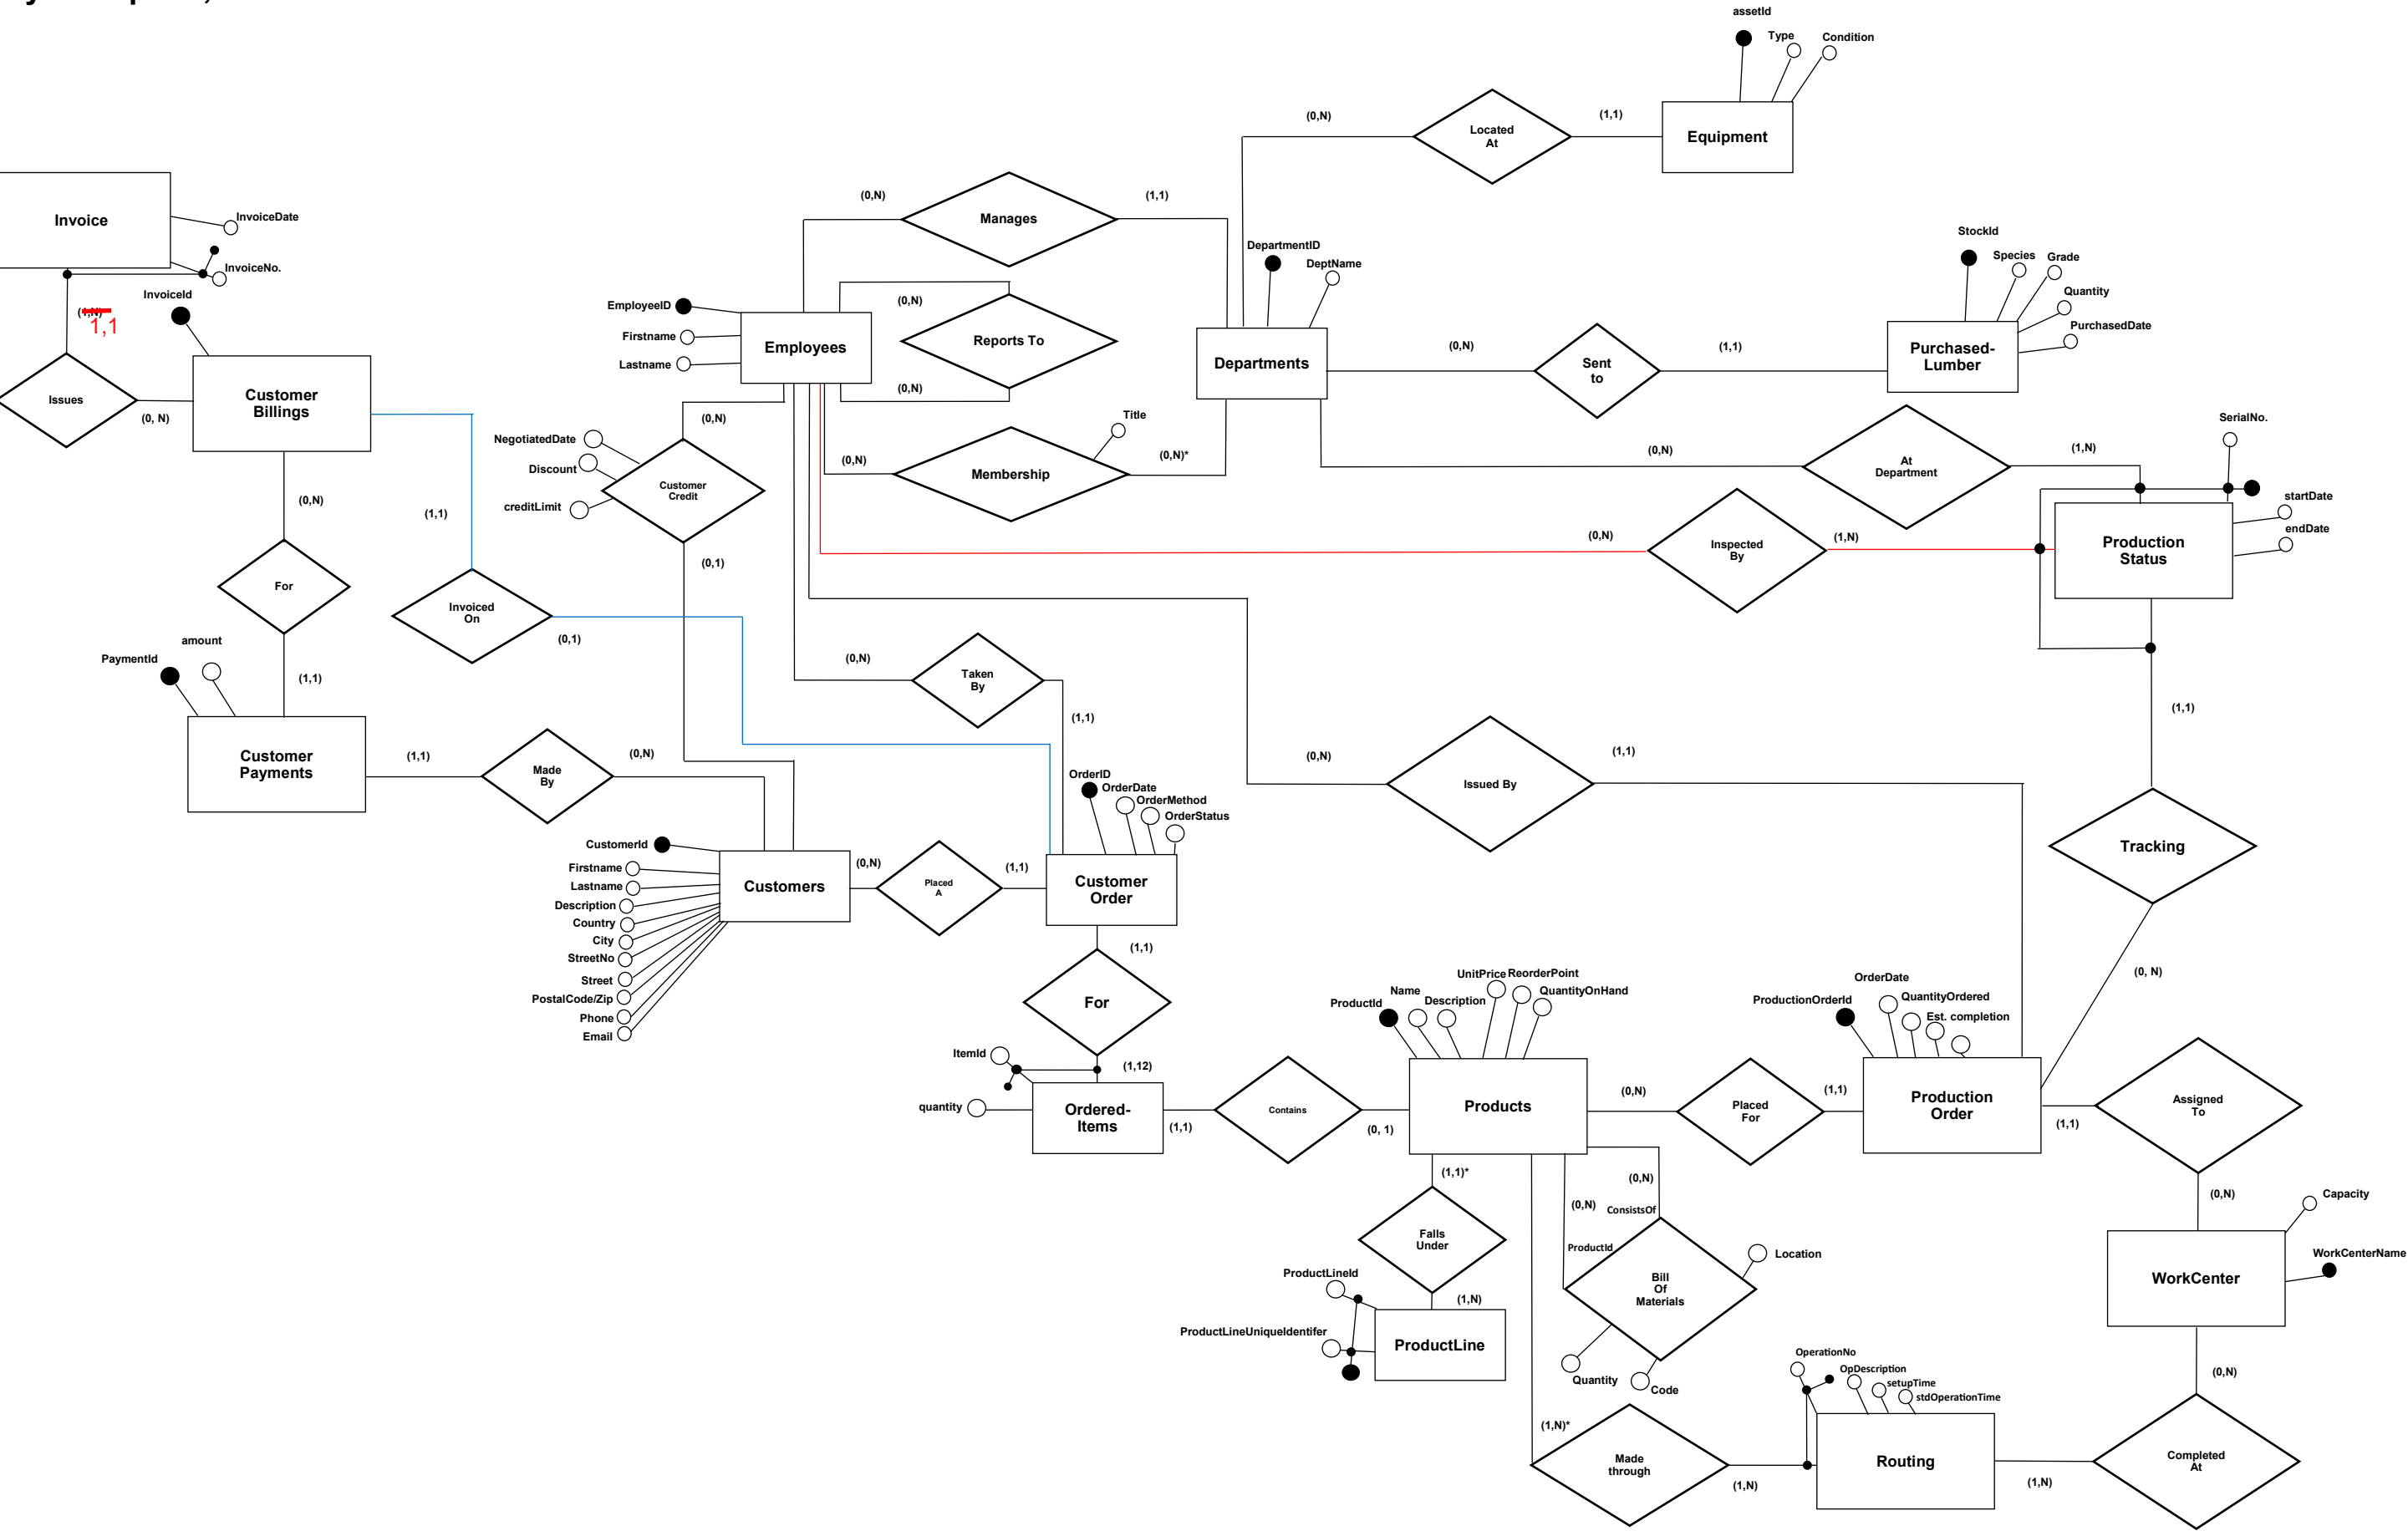 assetId
Type
Condition
Equipment
(0,N)
Located
At
(1,1)
Invoice
InvoiceDate
InvoiceNo.
(1,N)
1,1
InvoiceId
Issues
(0, N)
Customer
Billings
(0,N)
Manages
(1,1)
EmployeeID
Firstname
Lastname
Employees
(0,N)
Reports To
(0,N)
DepartmentID
DeptName
Departments
(0,N)
Sent
to
(1,1)
StockId
Species
Grade
Quantity
PurchasedDate
Purchased-
Lumber
(0,N)
NegotiatedDate
Discount
creditLimit
Customer
Credit
(0,1)
(0,N)
Membership
Title
(0,N)*
(0,N)
At
Department
(1,N)
SerialNo.
startDate
endDate
Production
Status
(0,N)
Inspected
By
(1,N)
(0,N)
For
(1,1)
(1,1)
Invoiced
On
(0,1)
PaymentId
amount
Customer
Payments
(1,1)
Made
By
(0,N)
(0,N)
Taken
By
(1,1)
(0,N)
Issued By
(1,1)
(1,1)
Tracking
(0, N)
CustomerId
Firstname
Lastname
Description
Country
City
StreetNo
Street
PostalCode/Zip
Phone
Email
Customers
(0,N)
Placed
A
(1,1)
OrderID
OrderDate
OrderMethod
OrderStatus
Customer
Order
(1,1)
For
(1,12)
ItemId
quantity
Ordered-
Items
(1,1)
Contains
(0, 1)
ProductId
Name
Description
UnitPrice
ReorderPoint
QuantityOnHand
Products
(0,N)
Placed
For
(1,1)
ProductionOrderId
OrderDate
QuantityOrdered
Est. completion
Production
Order
(1,1)
Assigned
To
(0,N)
Capacity
WorkCenterName
WorkCenter
(0,N)
Completed
At
(1,N)
(1,1)*
Falls
Under
(1,N)
ProductLineId
ProductLineUniqueIdentifer
ProductLine
(0,N)
(0,N)
ConsistsOf
ProductId
Bill
Of
Materials
Location
Quantity
Code
(1,N)*
Made
through
(1,N)
OperationNo
OpDescription
setupTime
stdOperationTime
Routing